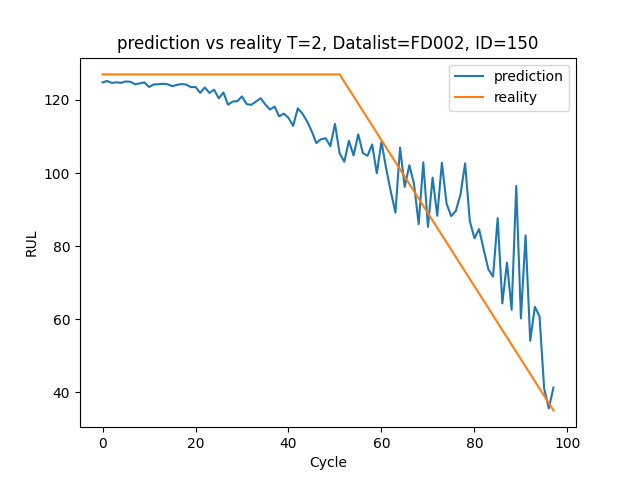 prediction vs reality T=2, Datalist=FD002, ID=150
prediction
reality
120
100
80
60
40
RUL
0 20 40 60 80 100
Cycle